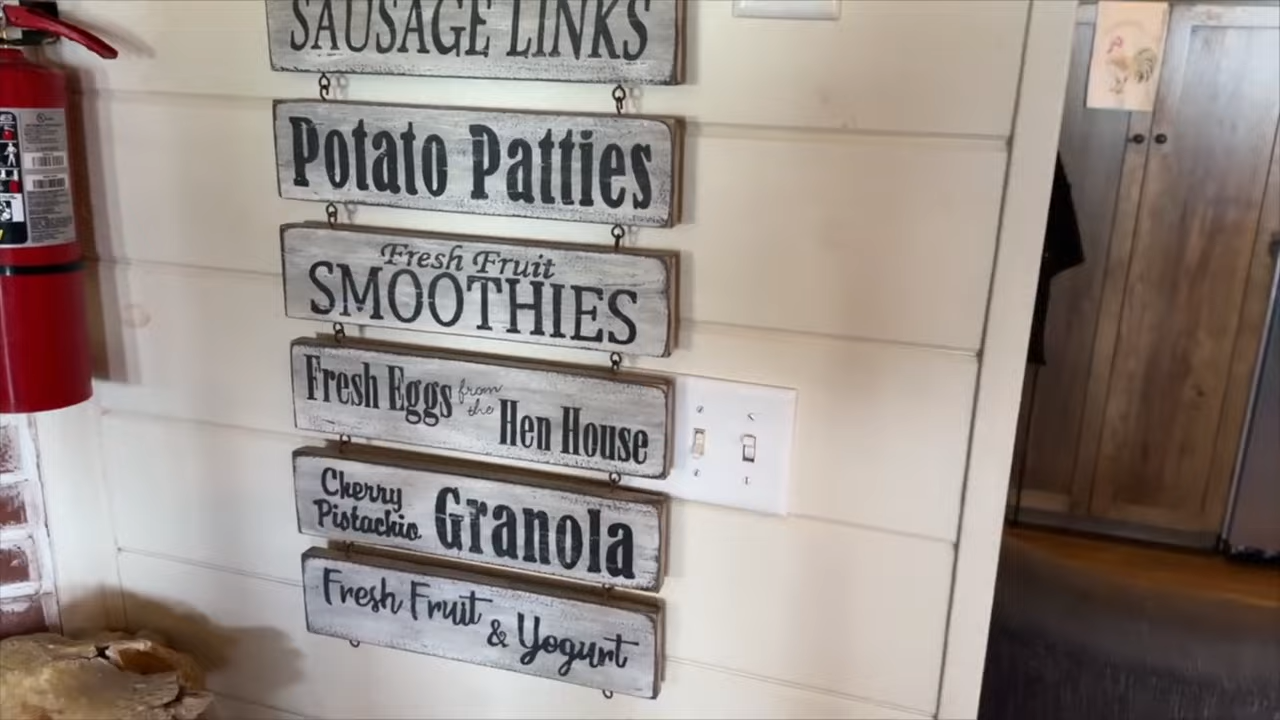 SAUSAGE LINKS
Potato Patties
Fresh Fruit
SMOOTHIES
Fresh Eggs from the Hen House
Cherry
Pistachio Granola
Fresh Fruit & Yogurt